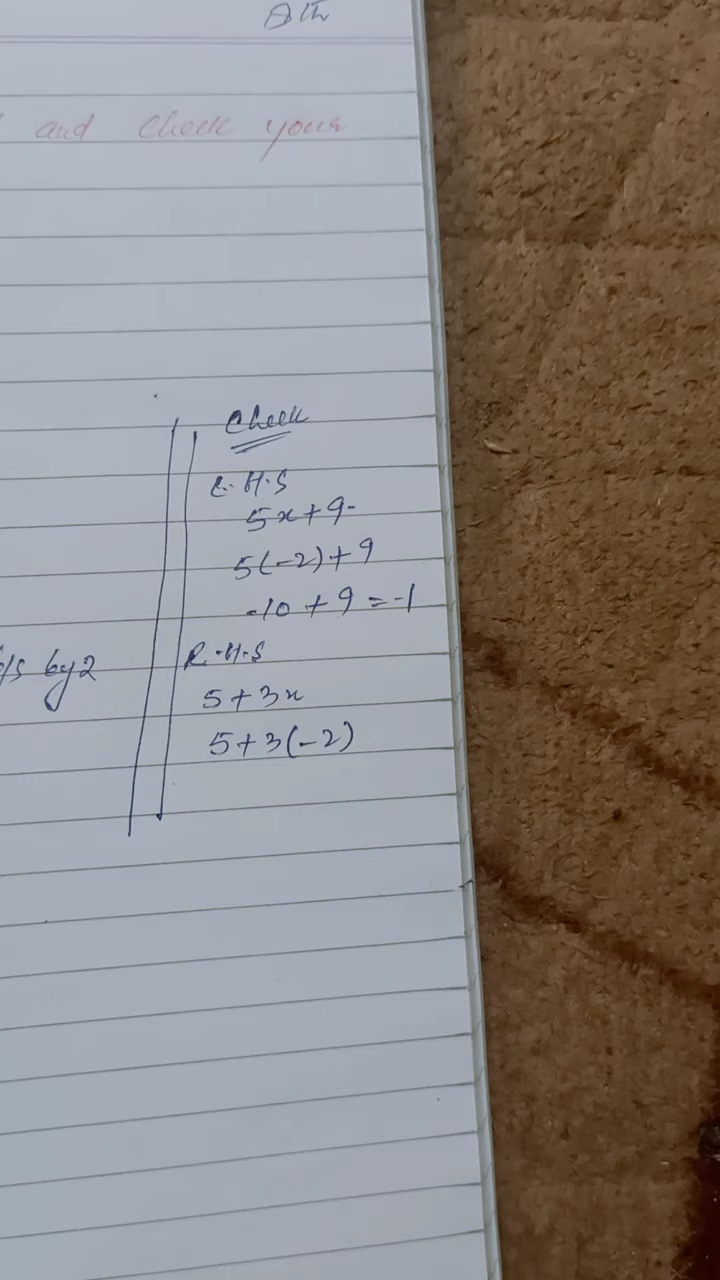 8th
and check your
Check
L.H.S
5x+9
5(-2)+9
-10+9=-1
by 2
R.H.S
5+3x
5+3(-2)